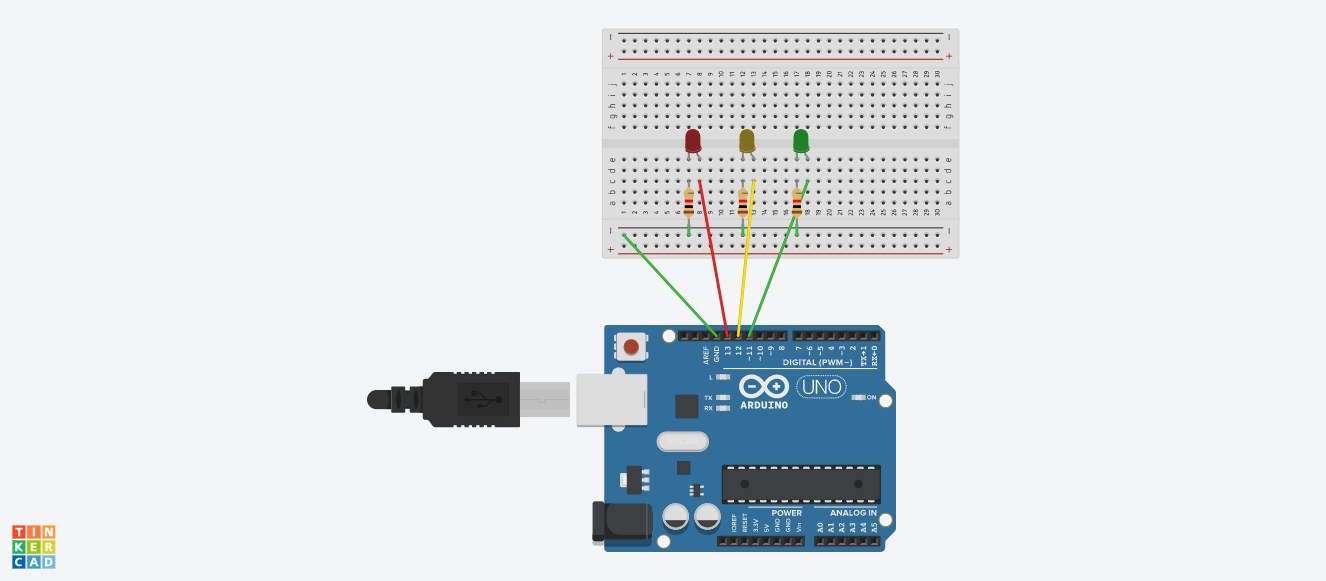 − −
+ +
1 2 3 4 5 6 7 8 9 10 11 12 13 14 15 16 17 18 19 20 21 22 23 24 25 26 27 28 29 30
j j
i i
h h
g g
f f
e e
d d
c c
b b
a a
1 2 3 4 5 6 7 8 9 10 11 12 13 14 15 16 17 18 19 20 21 22 23 24 25 26 27 28 29 30
− −
+ +
AREF GND 13 12 ~11 ~10 ~9 8 7 ~6 ~5 4 ~3 2 TX→1 RX←0
DIGITAL (PWM~)
L
TX
RX
UNO
ARDUINO
ON
POWER
ANALOG IN
IOREF RESET 3.3V 5V GND GND Vin A0 A1 A2 A3 A4 A5
TIN
KER
CAD